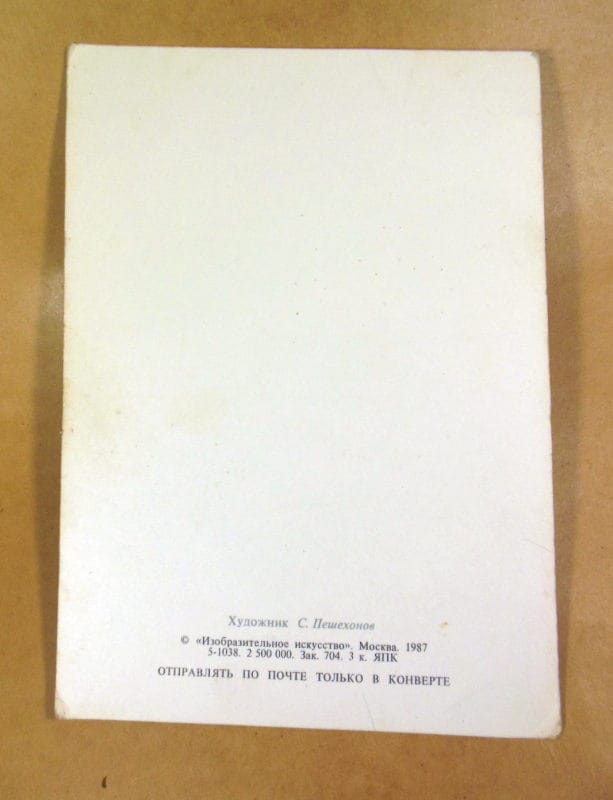 Художник С. Пешехонов
© «Изобразительное искусство». Москва. 1987
5-1038. 2 500 000. Зак. 704. 3 к. ЯПК
ОТПРАВЛЯТЬ ПО ПОЧТЕ ТОЛЬКО В КОНВЕРТЕ